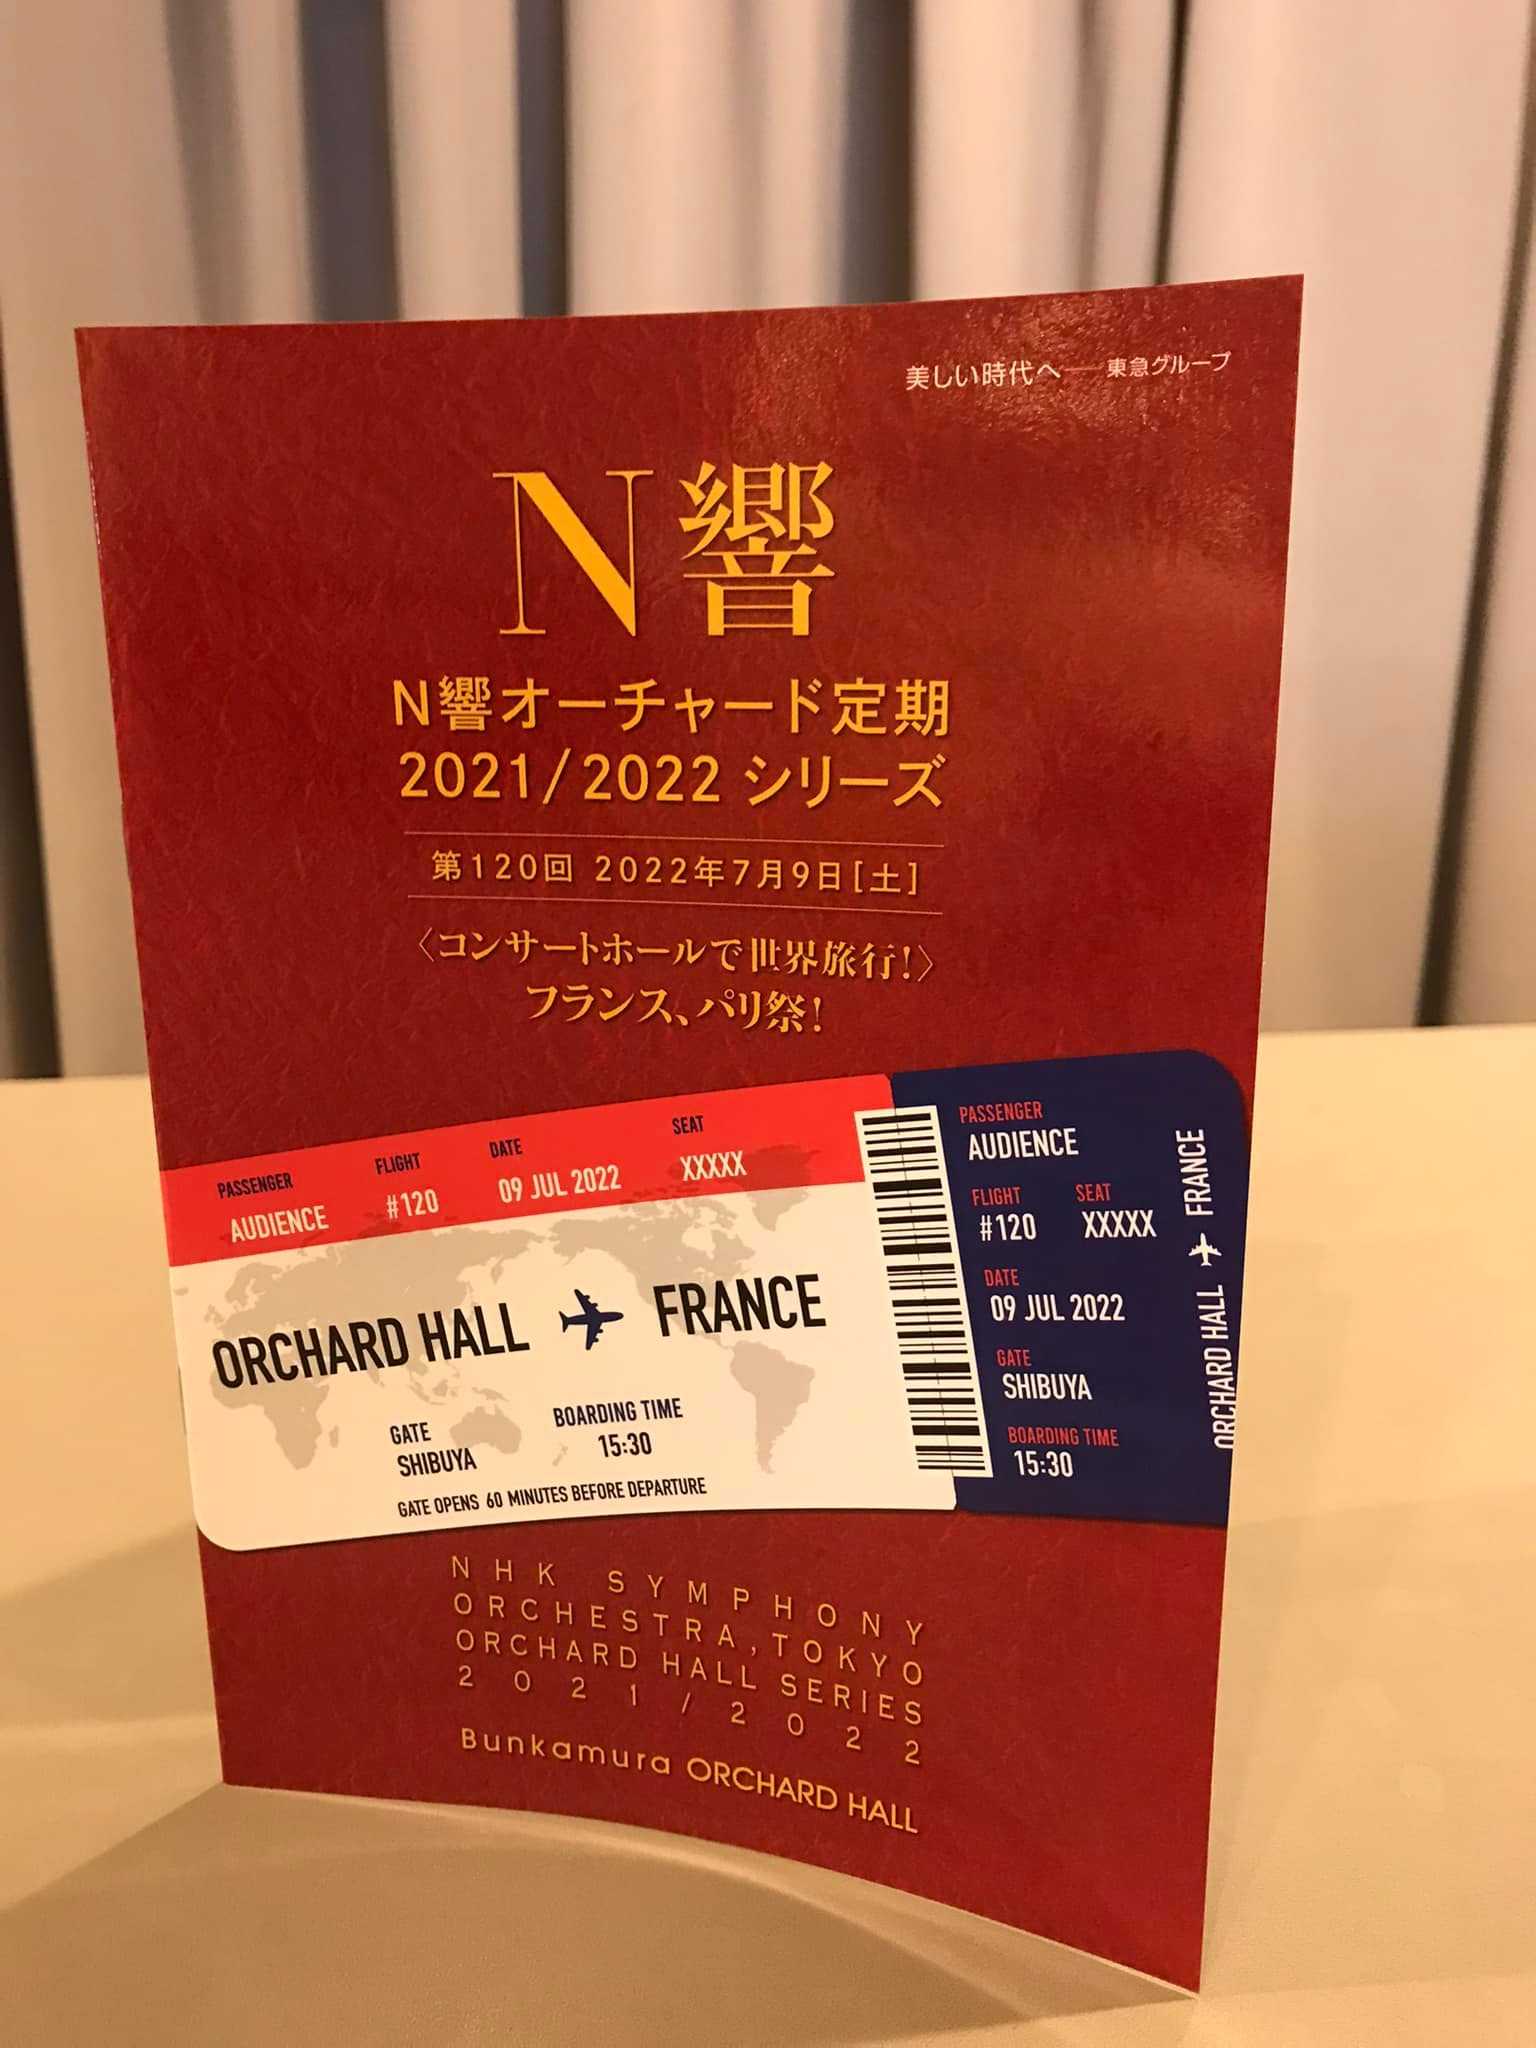 美しい時代へ――東急グループ
N響
N響オーチャード定期
2021/2022 シリーズ
第120回 2022年7月9日[土]
〈コンサートホールで世界旅行!〉
フランス、パリ祭!
PASSENGER FLIGHT DATE SEAT
AUDIENCE #120 09 JUL 2022 XXXXX
ORCHARD HALL ✈ FRANCE
GATE BOARDING TIME
SHIBUYA 15:30
GATE OPENS 60 MINUTES BEFORE DEPARTURE
PASSENGER
AUDIENCE
FLIGHT SEAT
#120 XXXXX
DATE
09 JUL 2022
GATE
SHIBUYA
BOARDING TIME
15:30
ORCHARD HALL ✈ FRANCE
NHK SYMPHONY
ORCHESTRA, TOKYO
ORCHARD HALL SERIES
2021/2022
Bunkamura ORCHARD HALL